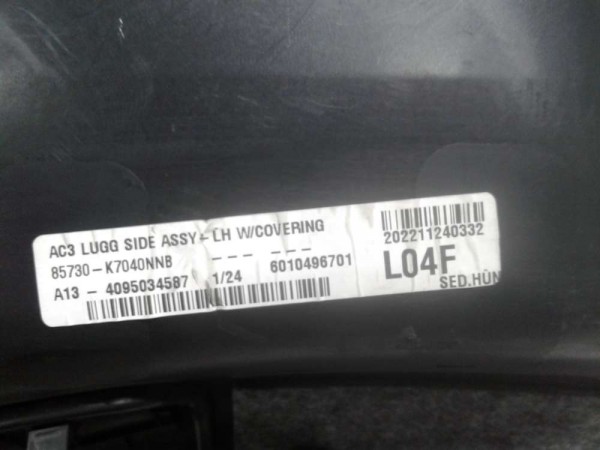 AC3 LUGG SIDE ASSY-LH W/COVERING
85730-K7040NNB --- ---
A13-4095034587 1/24 6010496701
202211240332
L04F
SED.HÜN